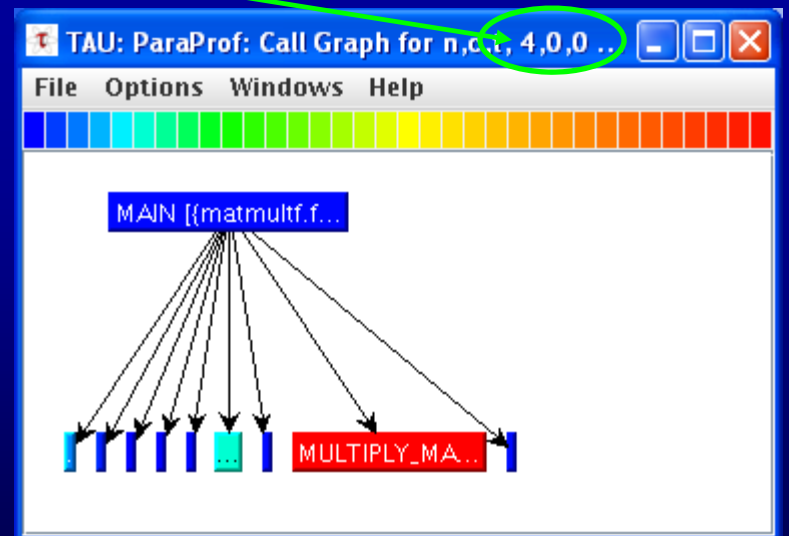 τ TAU: ParaProf: Call Graph for n,c,t, 4,0,0 ...
File Options Windows Help
MAIN [{matmultf.f...
. ... MULTIPLY_MA...